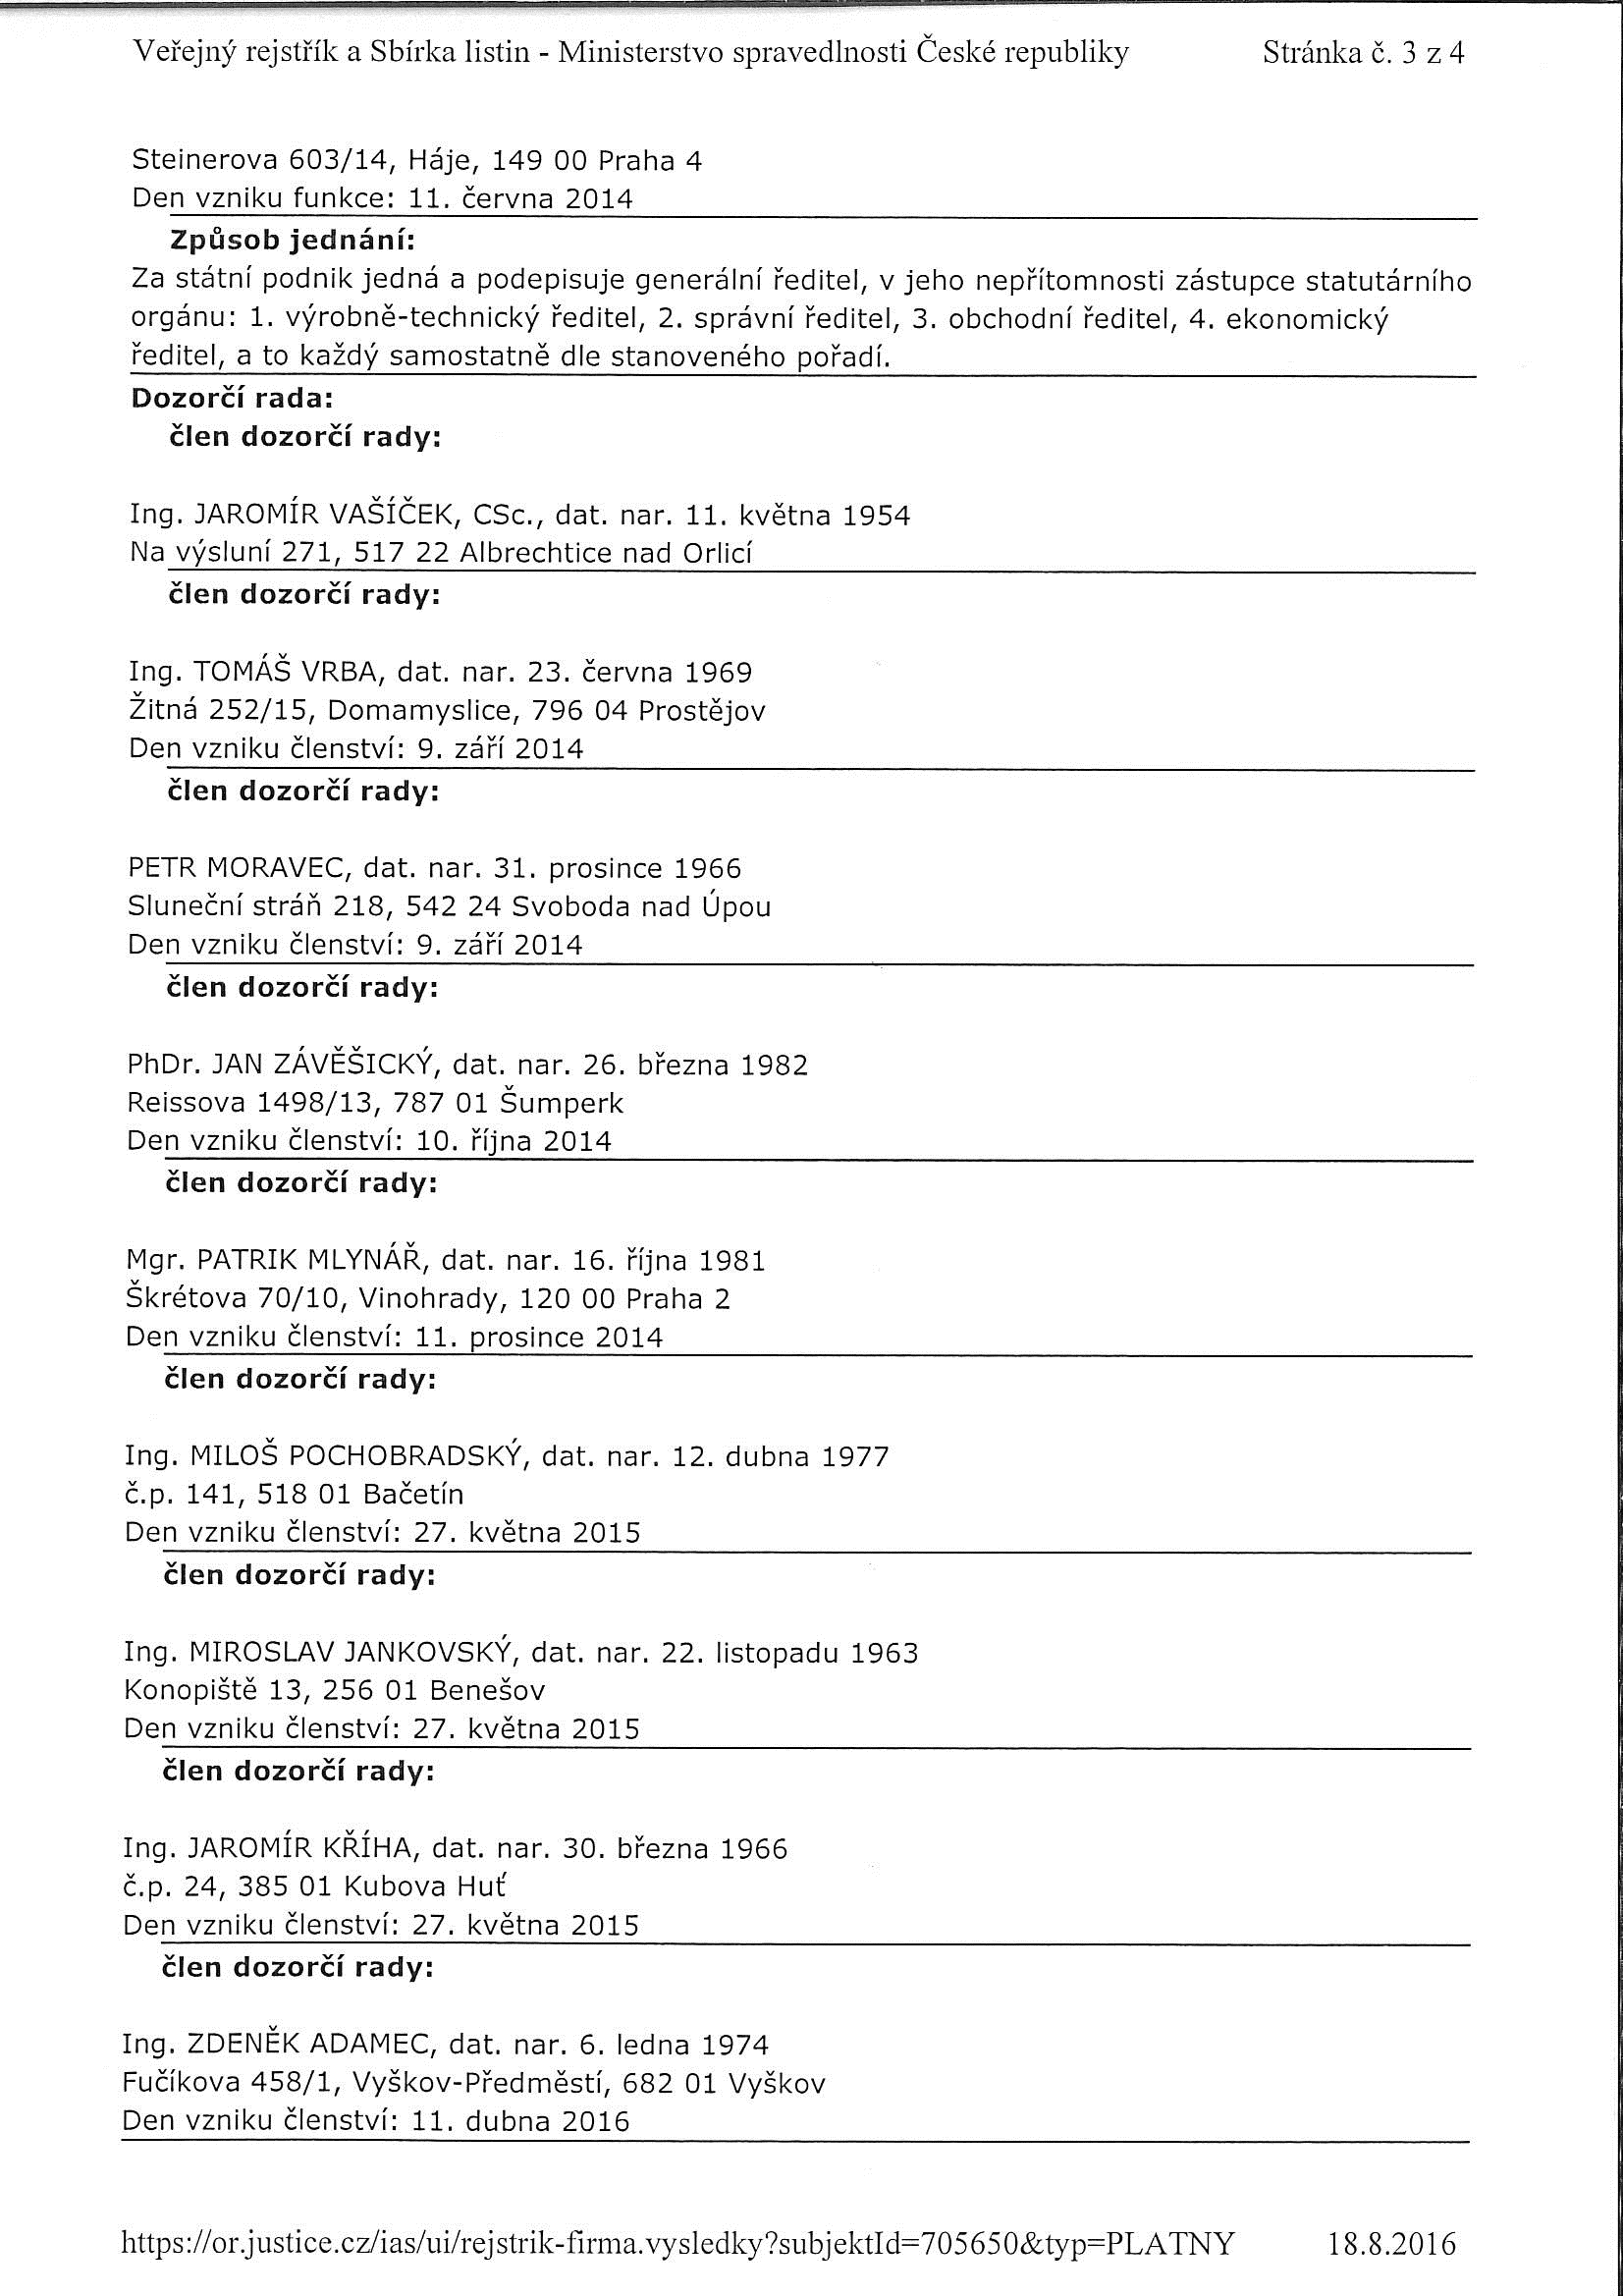 Veřejný rejstřík a Sbírka listin - Ministerstvo spravedlnosti České republiky Stránka č. 3 z 4
Steinerova 603/14, Háje, 149 00 Praha 4
Den vzniku funkce: 11. června 2014
Způsob jednání:
Za státní podnik jedná a podepisuje generální ředitel, v jeho nepřítomnosti zástupce statutárního
orgánu: 1. výrobně-technický ředitel, 2. správní ředitel, 3. obchodní ředitel, 4. ekonomický
ředitel, a to každý samostatně dle stanoveného pořadí.
Dozorčí rada:
člen dozorčí rady:
Ing. JAROMÍR VAŠÍČEK, CSc., dat. nar. 11. května 1954
Na výsluní 271, 517 22 Albrechtice nad Orlicí
člen dozorčí rady:
Ing. TOMÁŠ VRBA, dat. nar. 23. června 1969
Žitná 252/15, Domamyslice, 796 04 Prostějov
Den vzniku členství: 9. září 2014
člen dozorčí rady:
PETR MORAVEC, dat. nar. 31. prosince 1966
Sluneční stráň 218, 542 24 Svoboda nad Úpou
Den vzniku členství: 9. září 2014
člen dozorčí rady:
PhDr. JAN ZÁVĚŠICKÝ, dat. nar. 26. března 1982
Reissova 1498/13, 787 01 Šumperk
Den vzniku členství: 10. října 2014
člen dozorčí rady:
Mgr. PATRIK MLYNÁŘ, dat. nar. 16. října 1981
Škrétova 70/10, Vinohrady, 120 00 Praha 2
Den vzniku členství: 11. prosince 2014
člen dozorčí rady:
Ing. MILOŠ POCHOBRADSKÝ, dat. nar. 12. dubna 1977
č.p. 141, 518 01 Bačetín
Den vzniku členství: 27. května 2015
člen dozorčí rady:
Ing. MIROSLAV JANKOVSKÝ, dat. nar. 22. listopadu 1963
Konopiště 13, 256 01 Benešov
Den vzniku členství: 27. května 2015
člen dozorčí rady:
Ing. JAROMÍR KŘÍHA, dat. nar. 30. března 1966
č.p. 24, 385 01 Kubova Huť
Den vzniku členství: 27. května 2015
člen dozorčí rady:
Ing. ZDENĚK ADAMEC, dat. nar. 6. ledna 1974
Fučíkova 458/1, Vyškov-Předměstí, 682 01 Vyškov
Den vzniku členství: 11. dubna 2016
https://or.justice.cz/ias/ui/rejstrik-firma.vysledky?subjektId=705650&typ=PLATNY 18.8.2016